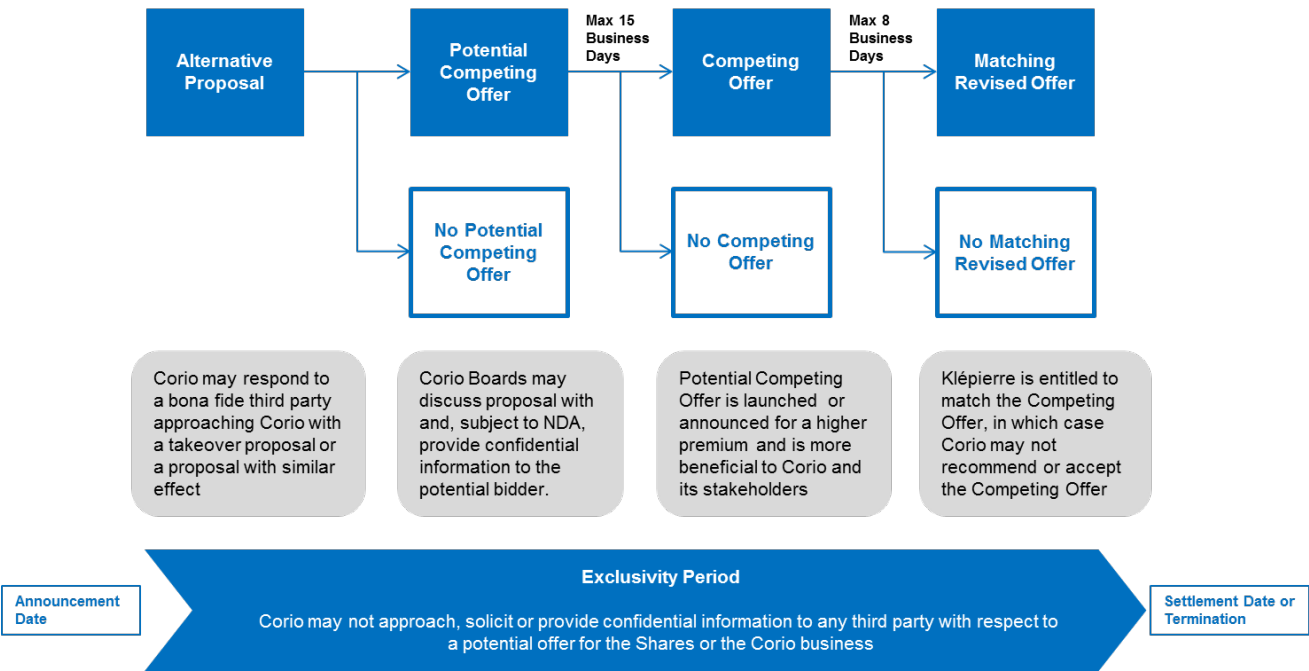 Alternative
Proposal
Potential
Competing
Offer
Max 15
Business
Days
Competing
Offer
Max 8
Business
Days
Matching
Revised Offer
No Potential
Competing
Offer
No Competing
Offer
No Matching
Revised Offer
Corio may respond to
a bona fide third party
approaching Corio with
a takeover proposal or
a proposal with similar
effect
Corio Boards may
discuss proposal with
and, subject to NDA,
provide confidential
information to the
potential bidder.
Potential Competing
Offer is launched or
announced for a higher
premium and is more
beneficial to Corio and
its stakeholders
Klépierre is entitled to
match the Competing
Offer, in which case
Corio may not
recommend or accept
the Competing Offer
Announcement
Date
Exclusivity Period
Corio may not approach, solicit or provide confidential information to any third party with respect to
a potential offer for the Shares or the Corio business
Settlement Date or
Termination